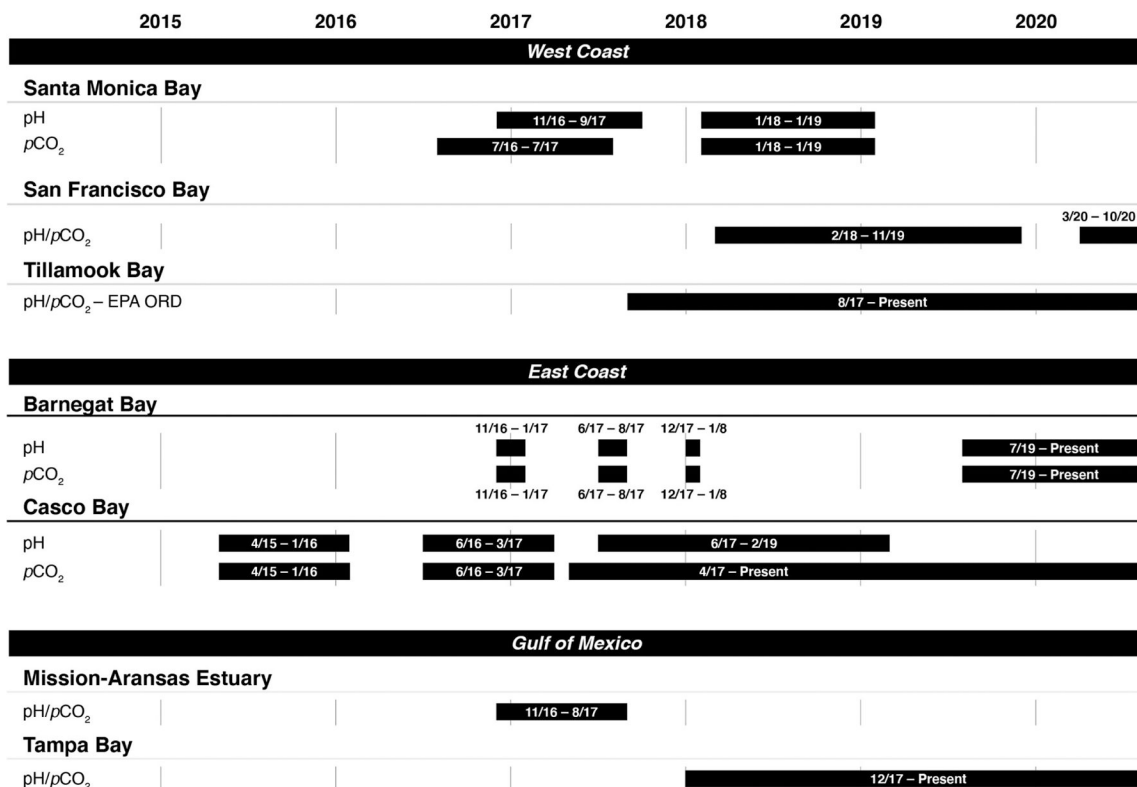 2015 2016 2017 2018 2019 2020
West Coast
Santa Monica Bay
pH 11/16 – 9/17 1/18 – 1/19
pCO₂ 7/16 – 7/17 1/18 – 1/19
San Francisco Bay
3/20 – 10/20
pH/pCO₂ 2/18 – 11/19
Tillamook Bay
pH/pCO₂ – EPA ORD 8/17 – Present
East Coast
Barnegat Bay
11/16 – 1/17 6/17 – 8/17 12/17 – 1/8
pH 7/19 – Present
pCO₂ 7/19 – Present
11/16 – 1/17 6/17 – 8/17 12/17 – 1/8
Casco Bay
pH 4/15 – 1/16 6/16 – 3/17 6/17 – 2/19
pCO₂ 4/15 – 1/16 6/16 – 3/17 4/17 – Present
Gulf of Mexico
Mission-Aransas Estuary
pH/pCO₂ 11/16 – 8/17
Tampa Bay
pH/pCO₂ 12/17 – Present